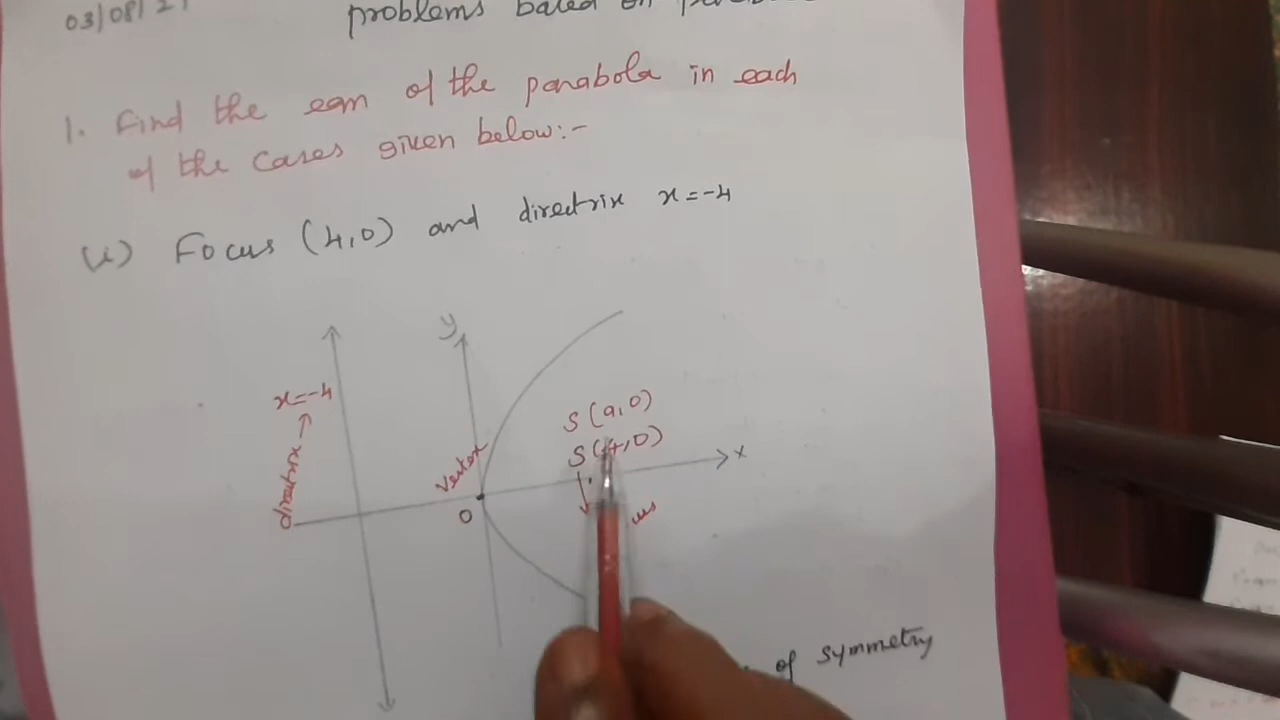 03/08/21
problems based on
1. Find the eqn of the parabola in each
of the cases given below:-
(i) Focus (4,0) and directrix x=-4
y
x=-4
directrix →
S(a,0)
S(4,0)
x
vertex
O
of symmetry